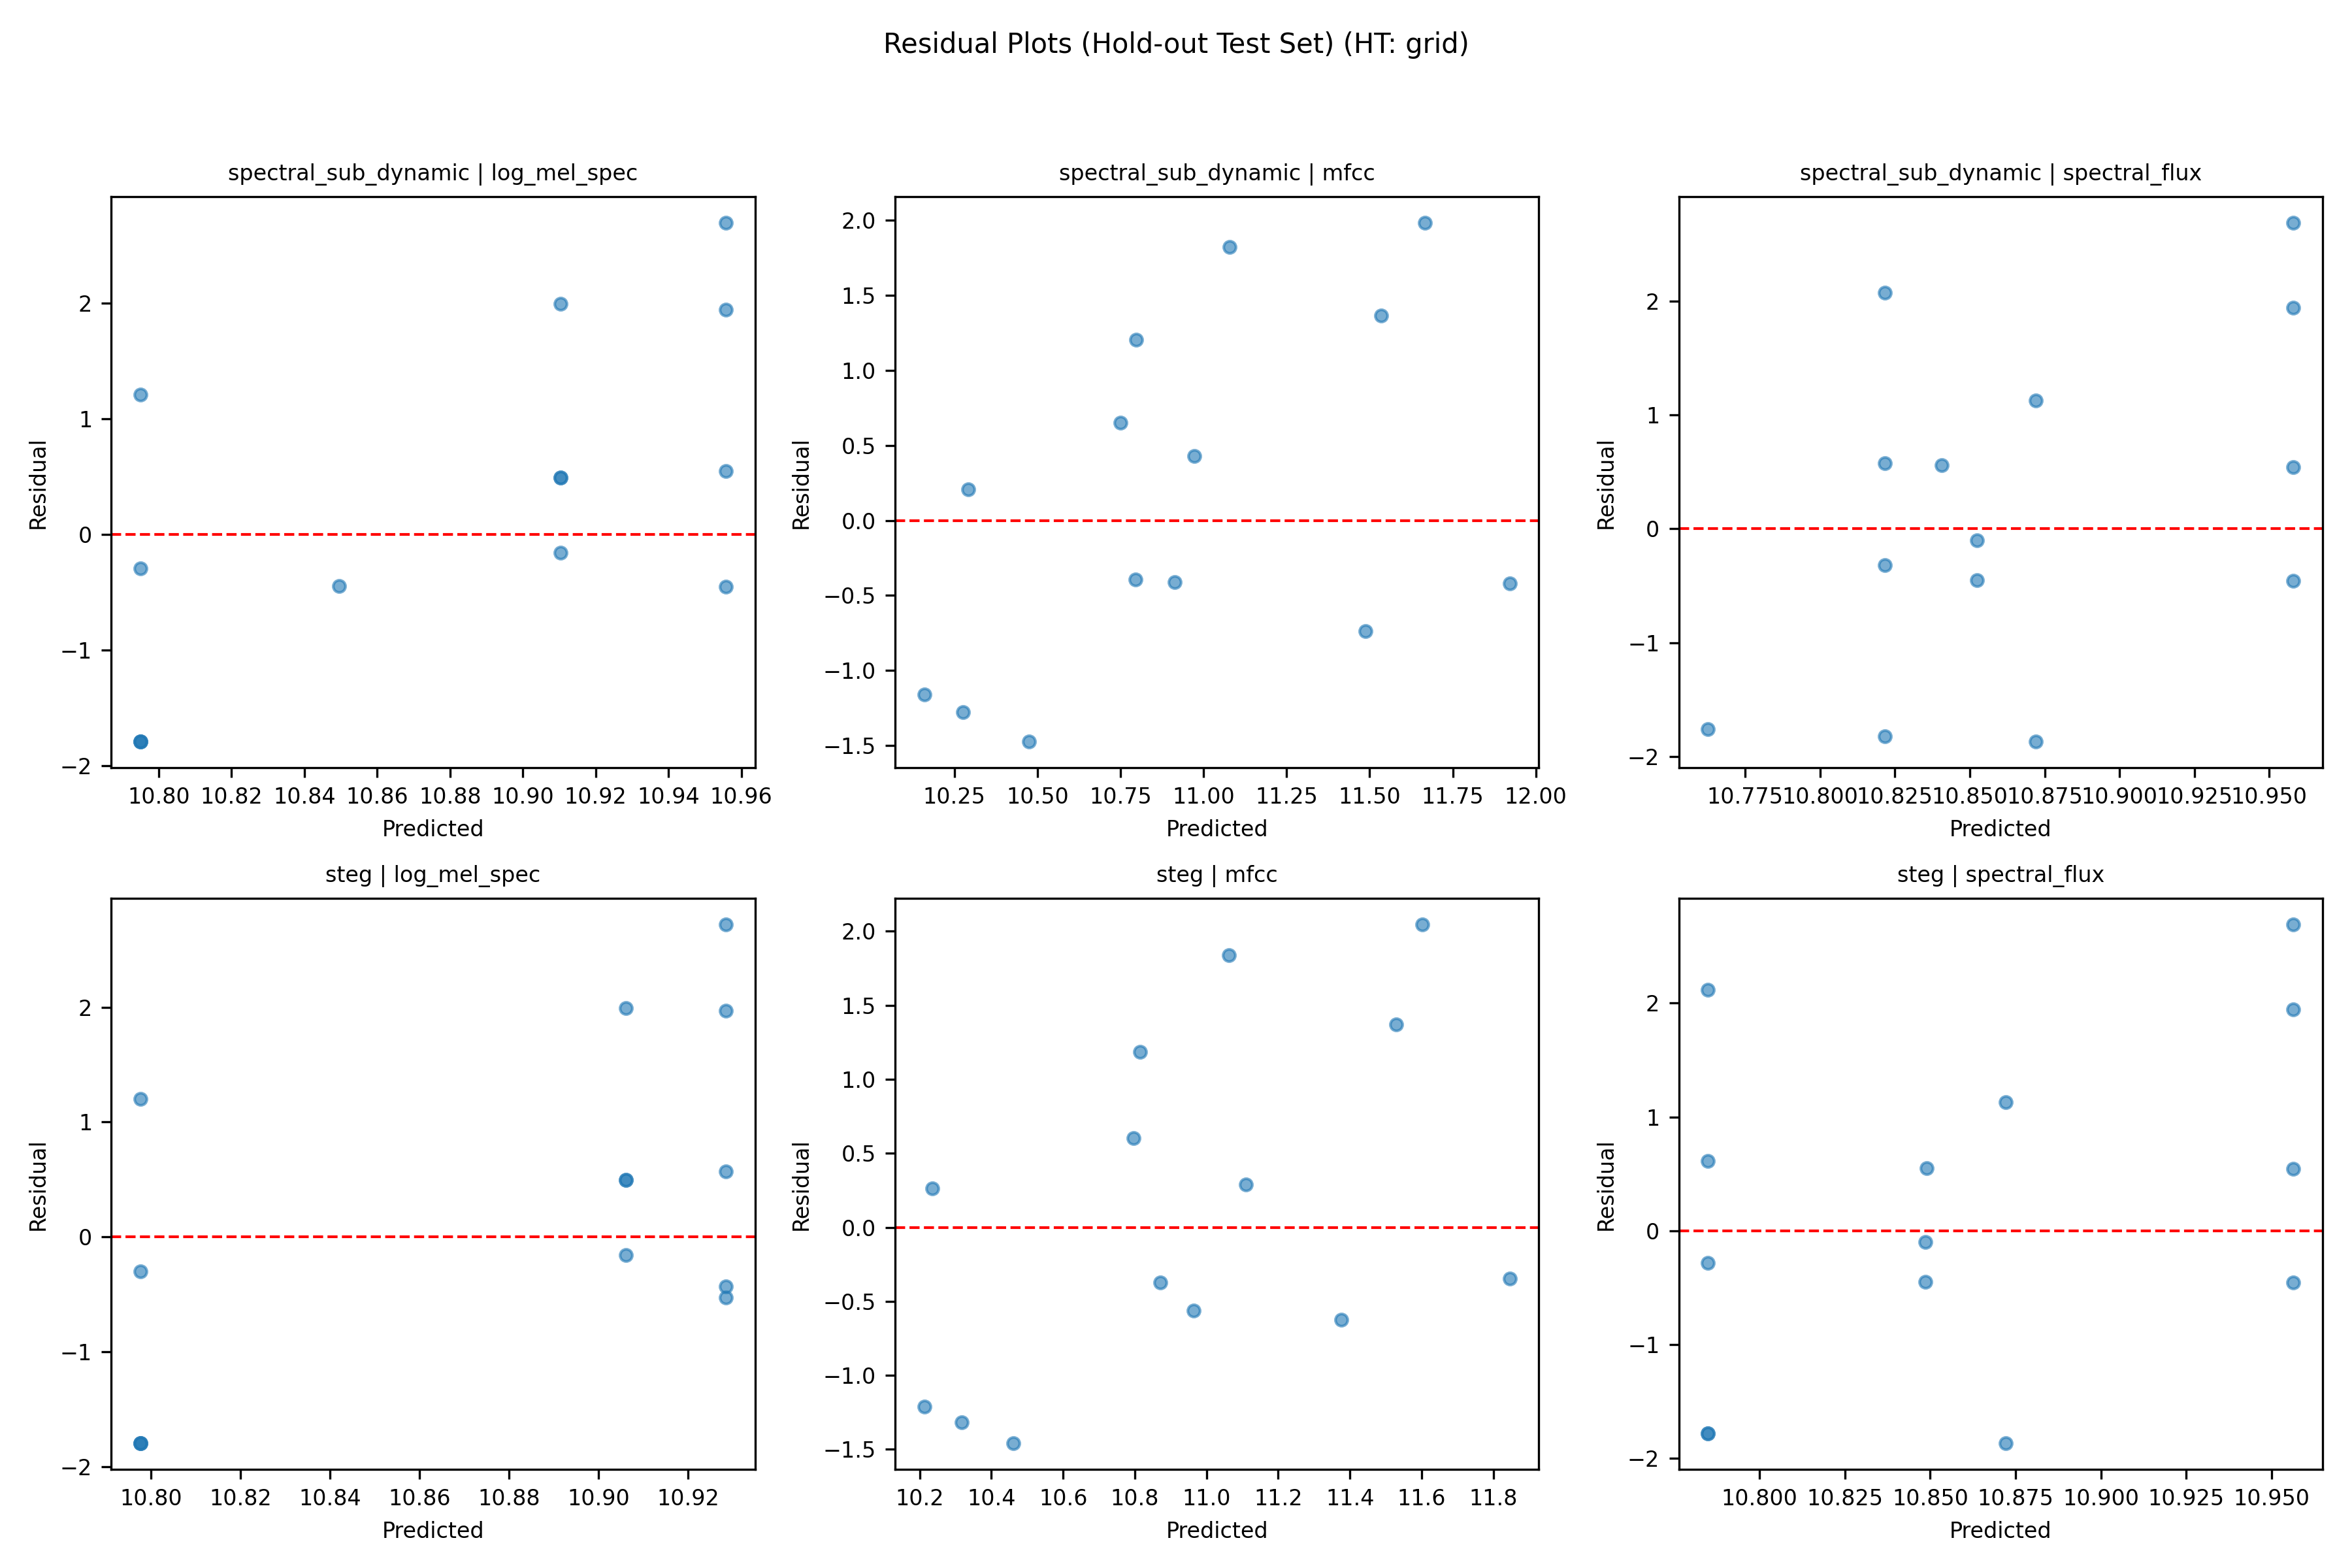 Residual Plots (Hold-out Test Set) (HT: grid)
spectral_sub_dynamic | log_mel_spec
Residual
2
1
0
−1
−2
10.80 10.82 10.84 10.86 10.88 10.90 10.92 10.94 10.96
Predicted
spectral_sub_dynamic | mfcc
Residual
2.0
1.5
1.0
0.5
0.0
−0.5
−1.0
−1.5
10.25 10.50 10.75 11.00 11.25 11.50 11.75 12.00
Predicted
spectral_sub_dynamic | spectral_flux
Residual
2
1
0
−1
−2
10.775 10.800 10.825 10.850 10.875 10.900 10.925 10.950
Predicted
steg | log_mel_spec
Residual
2
1
0
−1
−2
10.80 10.82 10.84 10.86 10.88 10.90 10.92
Predicted
steg | mfcc
Residual
2.0
1.5
1.0
0.5
0.0
−0.5
−1.0
−1.5
10.2 10.4 10.6 10.8 11.0 11.2 11.4 11.6 11.8
Predicted
steg | spectral_flux
Residual
2
1
0
−1
−2
10.800 10.825 10.850 10.875 10.900 10.925 10.950
Predicted